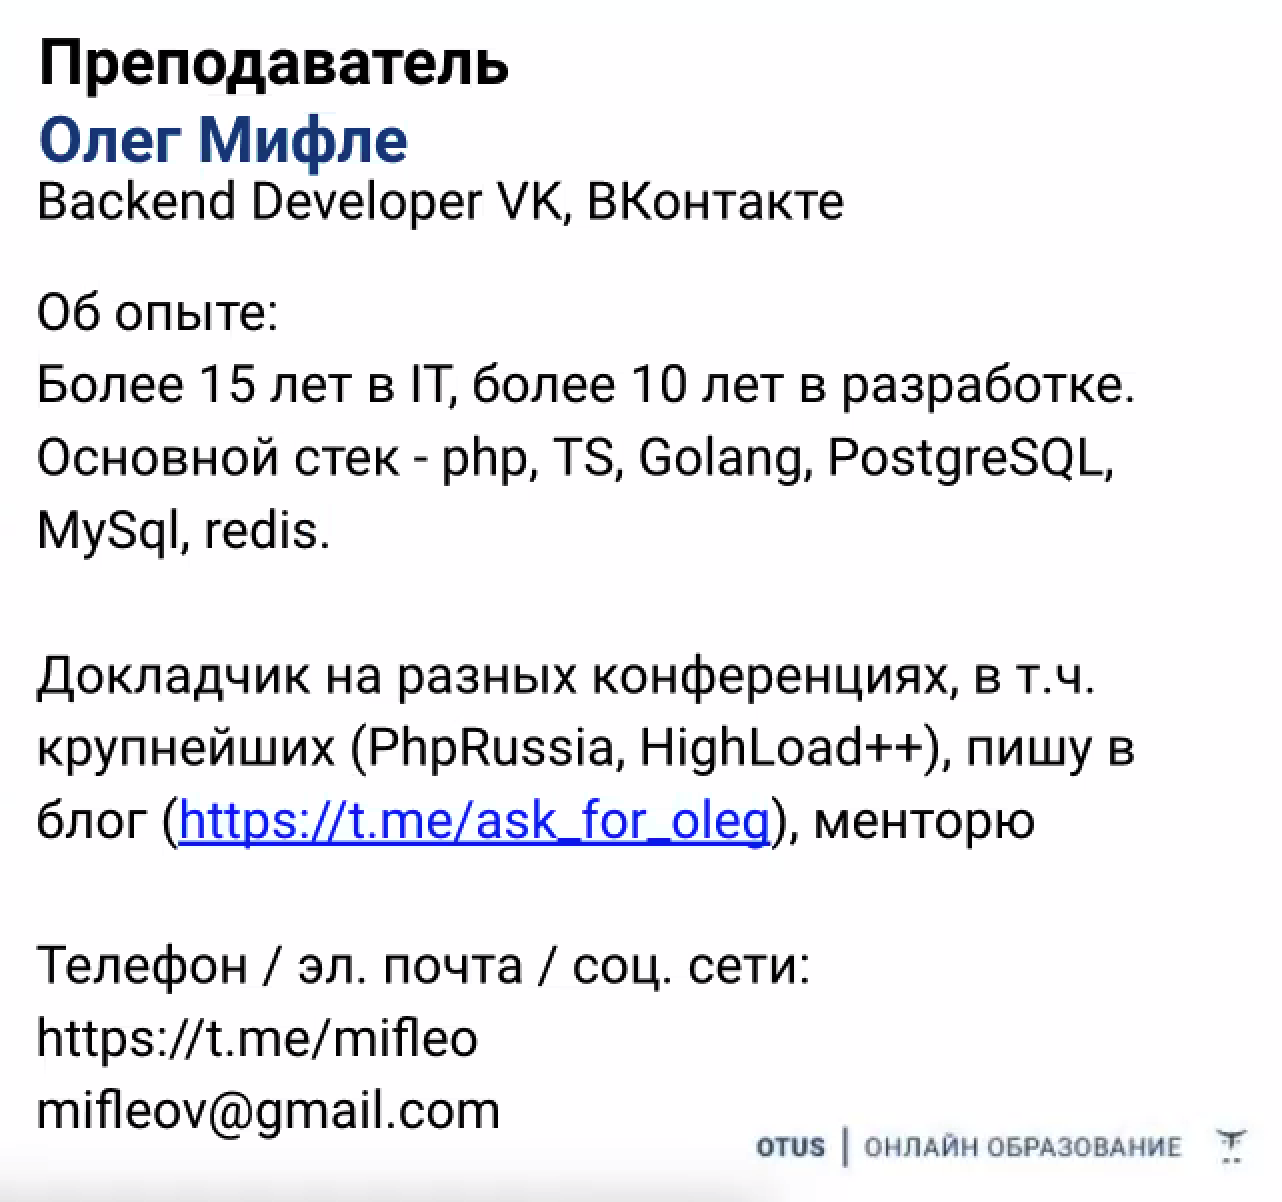 Преподаватель
Олег Мифле
Backend Developer VK, ВКонтакте
Об опыте:
Более 15 лет в IT, более 10 лет в разработке.
Основной стек - php, TS, Golang, PostgreSQL,
MySql, redis.
Докладчик на разных конференциях, в т.ч.
крупнейших (PhpRussia, HighLoad++), пишу в
блог (https://t.me/ask_for_oleg), менторю
Телефон / эл. почта / соц. сети:
https://t.me/mifleo
mifleov@gmail.com
OTUS | ОНЛАЙН ОБРАЗОВАНИЕ